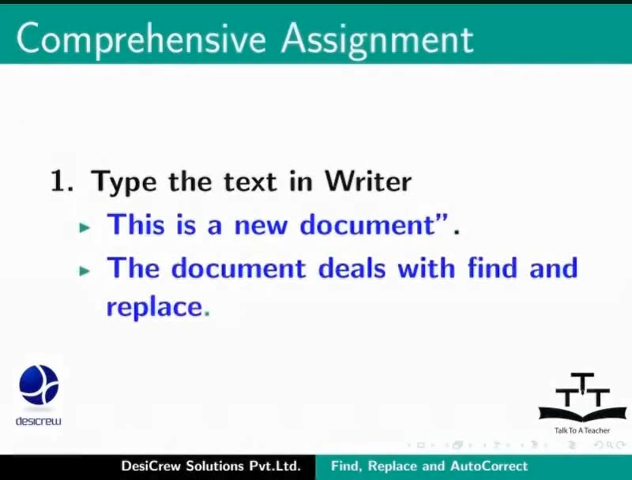 Comprehensive Assignment
1. Type the text in Writer
This is a new document”.
The document deals with find and
replace.
desicrew
TTT
Talk To A Teacher
DesiCrew Solutions Pvt.Ltd.
Find, Replace and AutoCorrect